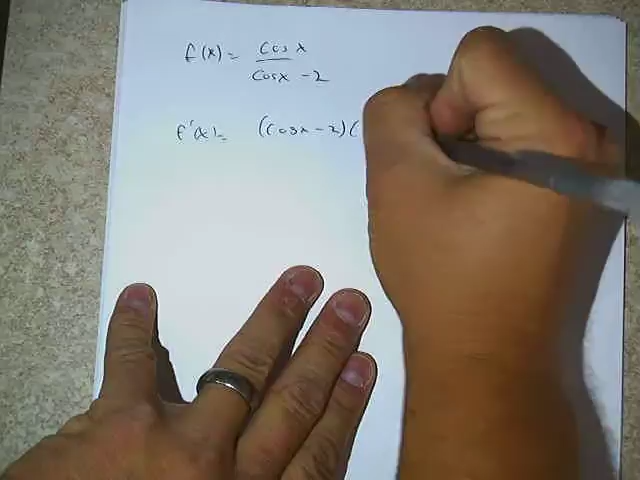 f(x) = cos x / cos x - 2
f'(x) = (cos x - 2)(